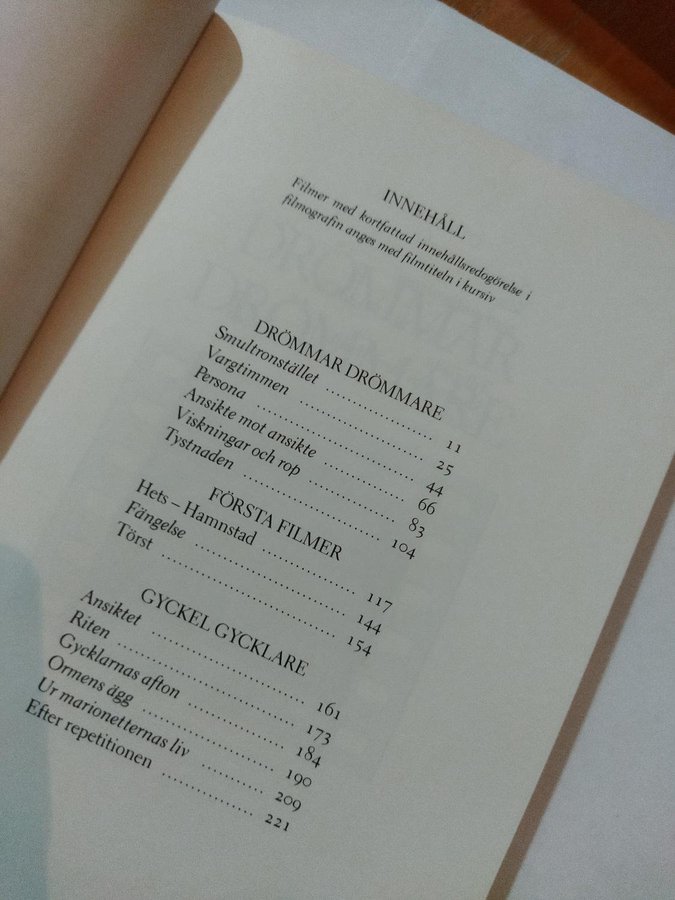 INNEHÅLL
Filmer med kortfattad innehållsredogörelse i
filmografin anges med filmtiteln i kursiv
DRÖMMAR DRÖMMARE
Smultronstället ................... 11
Vargtimmen ................... 25
Persona ................... 44
Ansikte mot ansikte ................... 66
Viskningar och rop ................... 83
Tystnaden ................... 104
FÖRSTA FILMER
Hets – Hamnstad ................... 117
Fängelse ................... 144
Törst ................... 154
GYCKEL GYCKLARE
Ansiktet ................... 161
Riten ................... 173
Gycklarnas afton ................... 184
Ormens ägg ................... 190
Ur marionetternas liv ................... 209
Efter repetitionen ................... 221